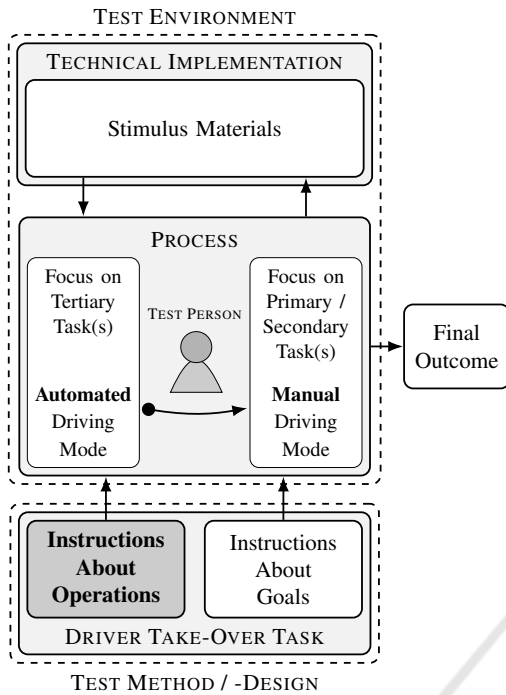 TEST ENVIRONMENT
TECHNICAL IMPLEMENTATION
Stimulus Materials
PROCESS
Focus on
Tertiary
Task(s)
Automated
Driving
Mode
TEST PERSON
Focus on
Primary /
Secondary
Task(s)
Manual
Driving
Mode
Final
Outcome
Instructions
About
Operations
Instructions
About
Goals
DRIVER TAKE-OVER TASK
TEST METHOD / -DESIGN